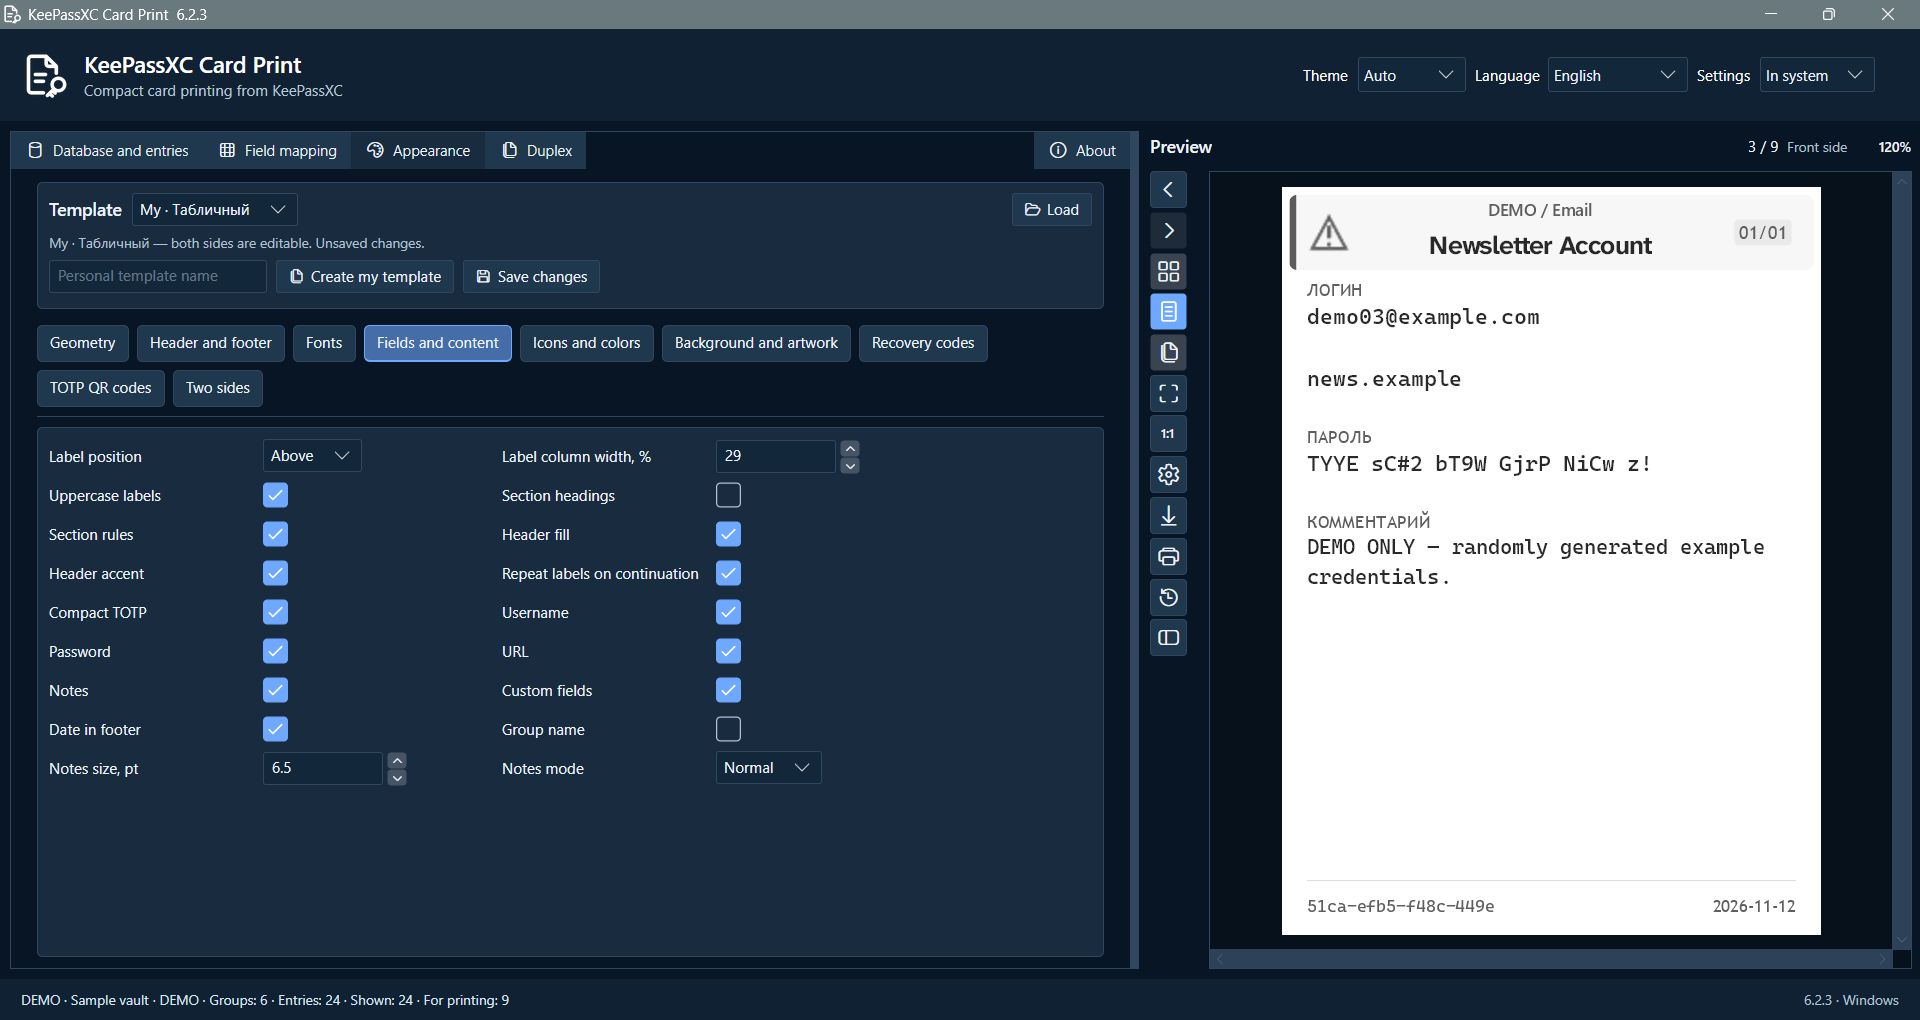 KeePassXC Card Print 6.2.3
KeePassXC Card Print
Compact card printing from KeePassXC
Theme Auto Language English Settings In system
Database and entries Field mapping Appearance Duplex About
Template My · Табличный Load
My · Табличный — both sides are editable. Unsaved changes.
Personal template name Create my template Save changes
Geometry Header and footer Fonts Fields and content Icons and colors Background and artwork Recovery codes
TOTP QR codes Two sides
Label position Above Label column width, % 29
Uppercase labels Section headings
Section rules Header fill
Header accent Repeat labels on continuation
Compact TOTP Username
Password URL
Notes Custom fields
Date in footer Group name
Notes size, pt 6.5 Notes mode Normal
Preview 3 / 9 Front side 120%
1:1
DEMO / Email
Newsletter Account 01/01
ЛОГИН
demo03@example.com
news.example
ПАРОЛЬ
TYYE sC#2 bT9W GjrP NiCw z!
КОММЕНТАРИЙ
DEMO ONLY — randomly generated example
credentials.
51ca-efb5-f48c-449e 2026-11-12
DEMO · Sample vault · DEMO · Groups: 6 · Entries: 24 · Shown: 24 · For printing: 9
6.2.3 · Windows